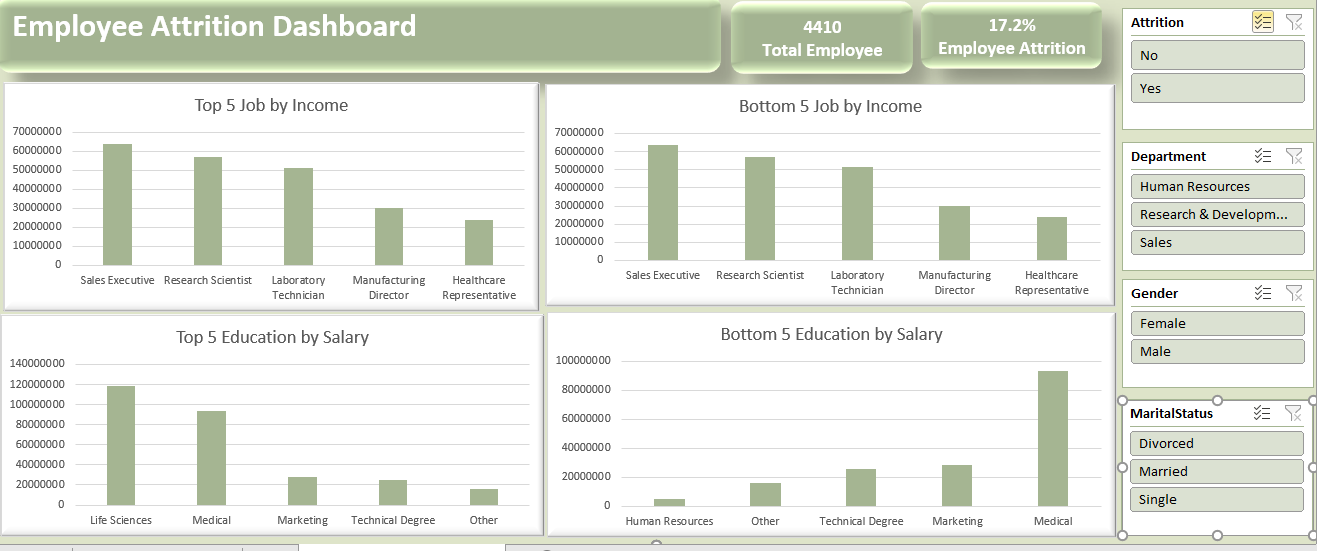 Employee Attrition Dashboard
4410
Total Employee
17.2%
Employee Attrition
Top 5 Job by Income
70000000
60000000
50000000
40000000
30000000
20000000
10000000
0
Sales Executive
Research Scientist
Laboratory
Technician
Manufacturing
Director
Healthcare
Representative
Bottom 5 Job by Income
70000000
60000000
50000000
40000000
30000000
20000000
10000000
0
Sales Executive
Research Scientist
Laboratory
Technician
Manufacturing
Director
Healthcare
Representative
Top 5 Education by Salary
140000000
120000000
100000000
80000000
60000000
40000000
20000000
0
Life Sciences
Medical
Marketing
Technical Degree
Other
Bottom 5 Education by Salary
100000000
80000000
60000000
40000000
20000000
0
Human Resources
Other
Technical Degree
Marketing
Medical
Attrition
No
Yes
Department
Human Resources
Research & Developm...
Sales
Gender
Female
Male
MaritalStatus
Divorced
Married
Single